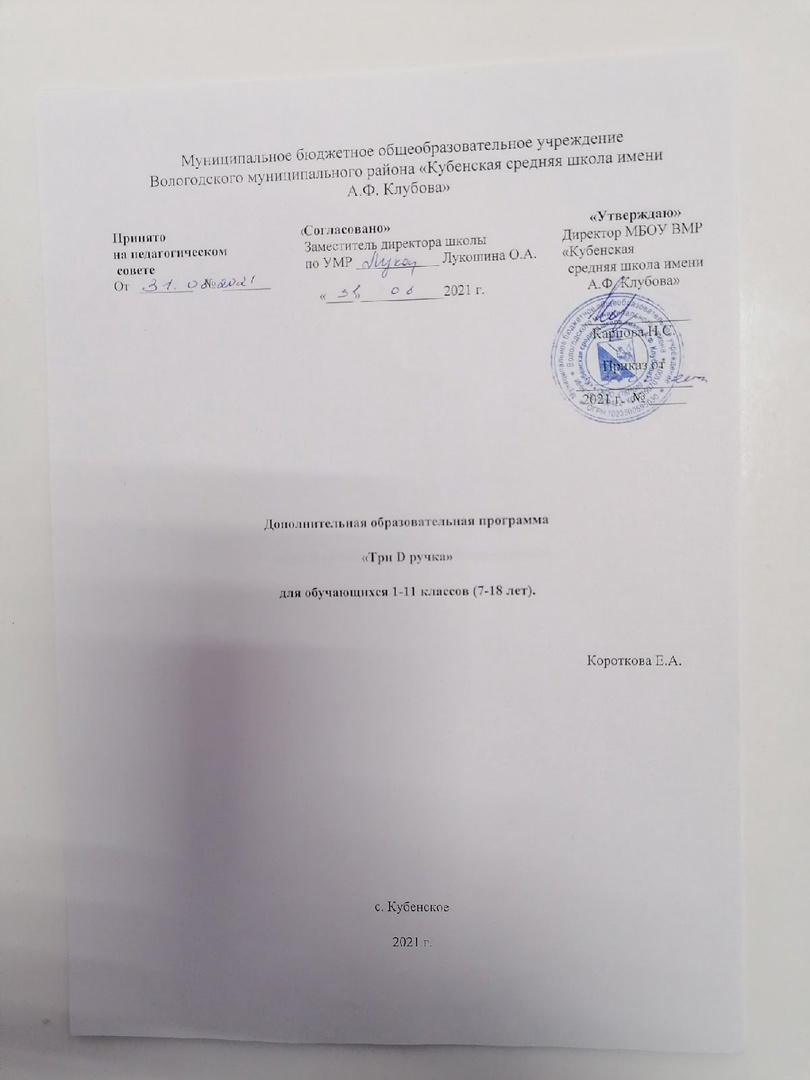 Муниципальное бюджетное общеобразовательное учреждение
Вологодского муниципального района «Кубенская средняя школа имени
А.Ф. Клубова»
Принято
на педагогическом
совете
От 31.08 № 2021
«Согласовано»
Заместитель директора школы
по УМР Лукошина О.А.
«31» 08 2021 г.
«Утверждаю»
Директор МБОУ ВМР
«Кубенская
средняя школа имени
А.Ф. Клубова»
Карпова Н.С.
Приказ от
2021 г. №
Дополнительная образовательная программа
«Три D ручка»
для обучающихся 1-11 классов (7-18 лет).
Короткова Е.А.
с. Кубенское
2021 г.